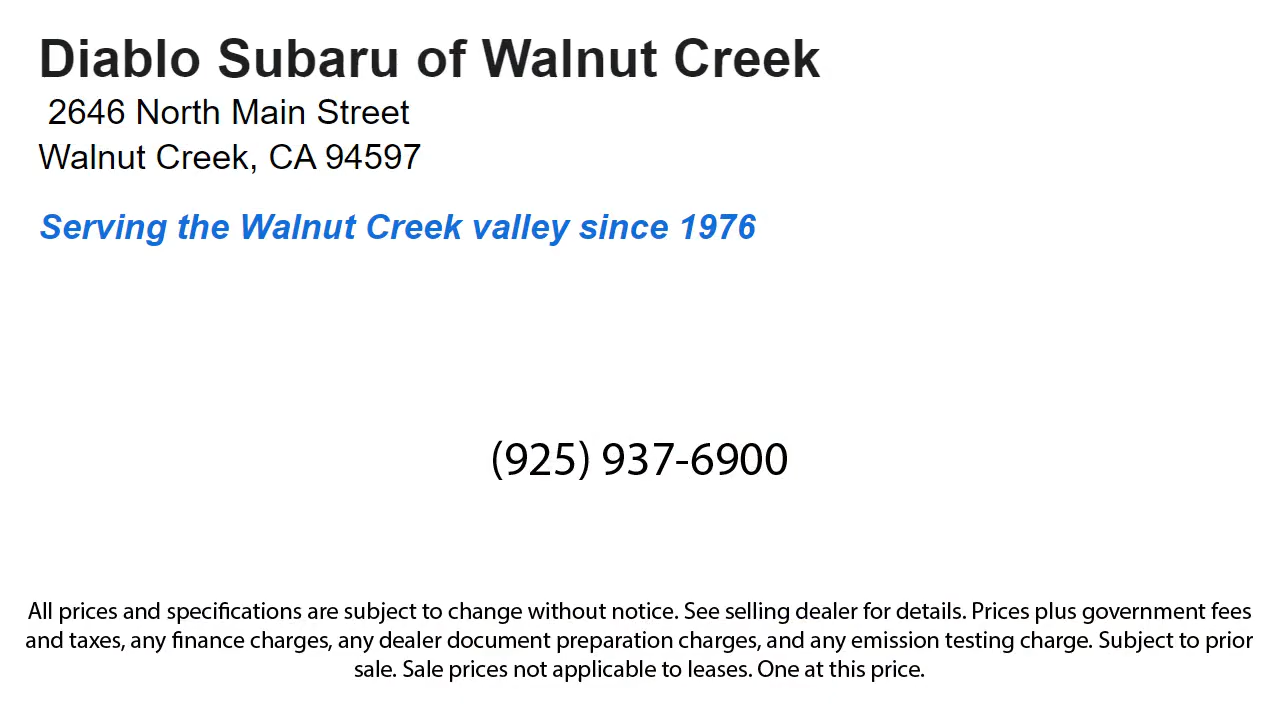 Diablo Subaru of Walnut Creek
2646 North Main Street
Walnut Creek, CA 94597
Serving the Walnut Creek valley since 1976
(925) 937-6900
All prices and specifications are subject to change without notice. See selling dealer for details. Prices plus government fees
and taxes, any finance charges, any dealer document preparation charges, and any emission testing charge. Subject to prior
sale. Sale prices not applicable to leases. One at this price.